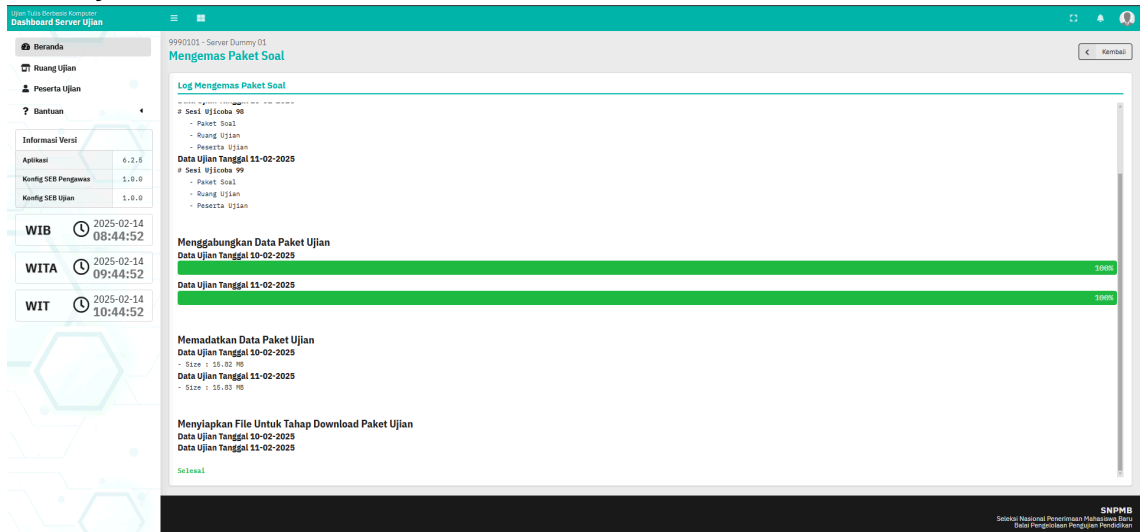 Ujian Tulis Berbasis Komputer
Dashboard Server Ujian
Beranda
Ruang Ujian
Peserta Ujian
? Bantuan
Informasi Versi
Aplikasi 6.2.5
Konfig SEB Pengawas 1.0.0
Konfig SEB Ujian 1.0.0
WIB 2025-02-14
08:44:52
WITA 2025-02-14
09:44:52
WIT 2025-02-14
10:44:52
9990101 - Server Dummy 01
Mengemas Paket Soal
Kembali
Log Mengemas Paket Soal
# Sesi Ujicoba 98
- Paket Soal
- Ruang Ujian
- Peserta Ujian
Data Ujian Tanggal 11-02-2025
# Sesi Ujicoba 99
- Paket Soal
- Ruang Ujian
- Peserta Ujian
Menggabungkan Data Paket Ujian
Data Ujian Tanggal 10-02-2025
100%
Data Ujian Tanggal 11-02-2025
100%
Memadatkan Data Paket Ujian
Data Ujian Tanggal 10-02-2025
- Size : 15.82 MB
Data Ujian Tanggal 11-02-2025
- Size : 15.83 MB
Menyiapkan File Untuk Tahap Download Paket Ujian
Data Ujian Tanggal 10-02-2025
Data Ujian Tanggal 11-02-2025
Selesai
SNPMB
Seleksi Nasional Penerimaan Mahasiswa Baru
Balai Pengelolaan Pengujian Pendidikan